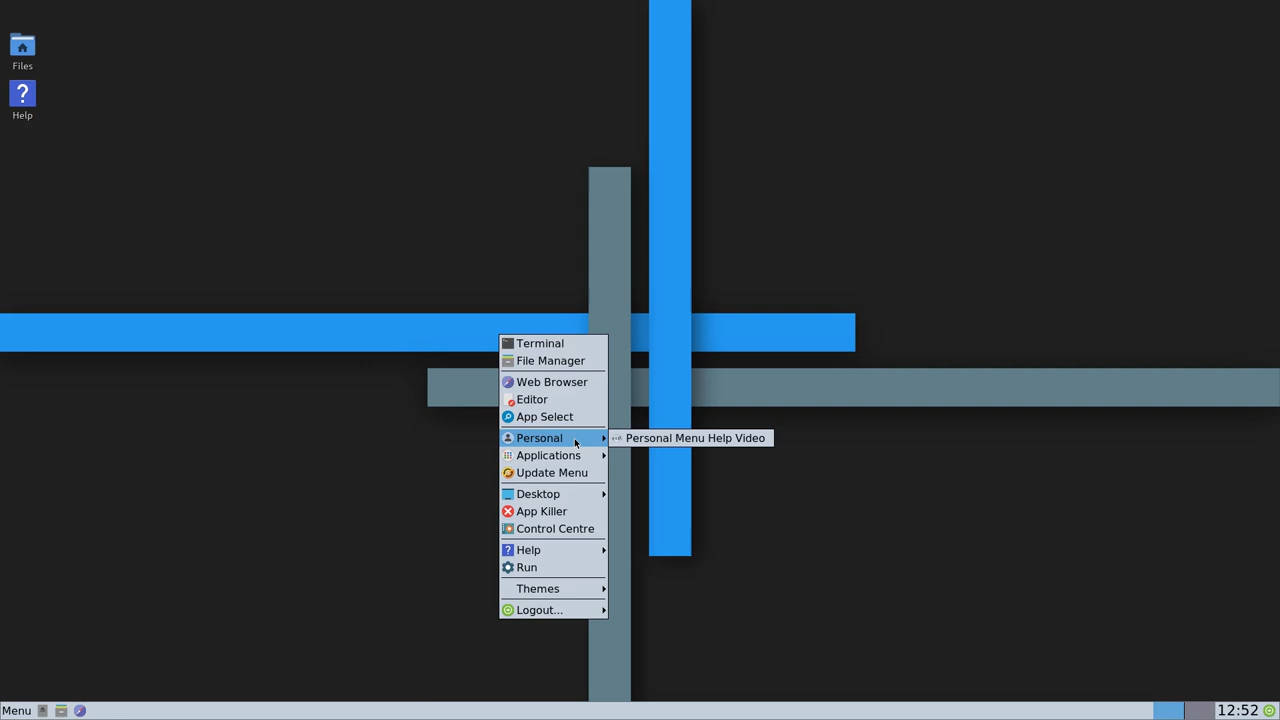 Files
Help
Terminal
File Manager
Web Browser
Editor
App Select
Personal
Personal Menu Help Video
Applications
Update Menu
Desktop
App Killer
Control Centre
Help
Run
Themes
Logout...
Menu
12:52